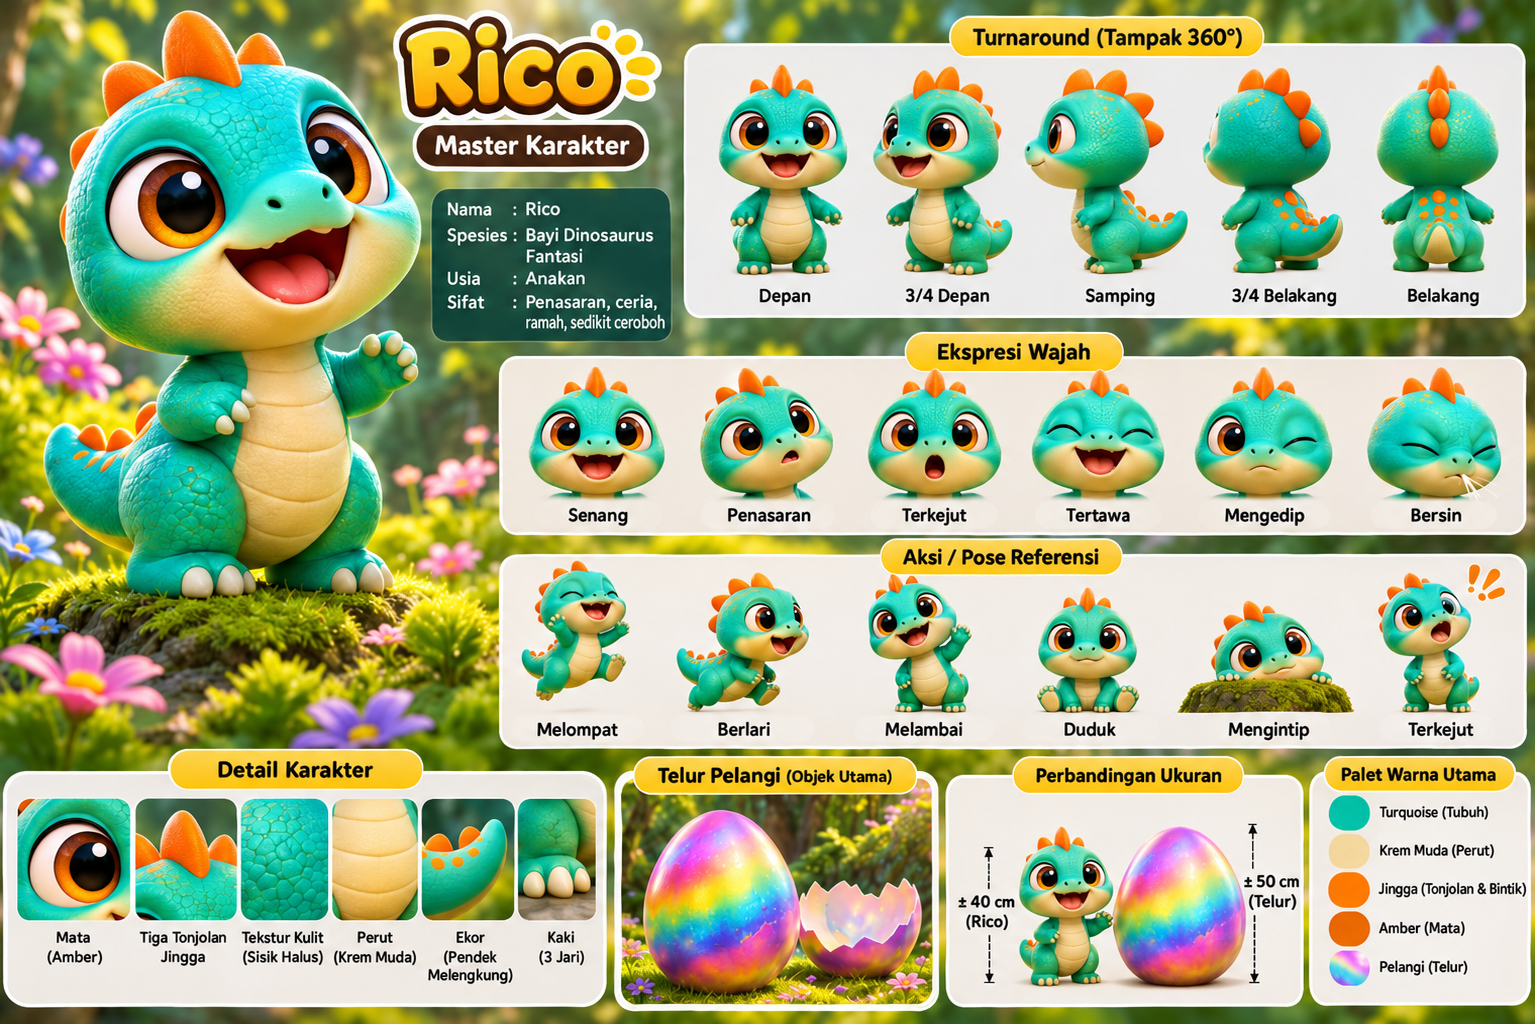 Rico
Master Karakter
Nama : Rico
Spesies : Bayi Dinosaurus
Fantasi
Usia : Anakan
Sifat : Penasaran, ceria,
ramah, sedikit ceroboh
Turnaround (Tampak 360°)
Depan
3/4 Depan
Samping
3/4 Belakang
Belakang
Ekspresi Wajah
Senang
Penasaran
Terkejut
Tertawa
Mengedip
Bersin
Aksi / Pose Referensi
Melompat
Berlari
Melambai
Duduk
Mengintip
Terkejut
Detail Karakter
Mata
(Amber)
Tiga Tonjolan
Jingga
Tekstur Kulit
(Sisik Halus)
Perut
(Krem Muda)
Ekor
(Pendek
Melengkung)
Kaki
(3 Jari)
Telur Pelangi (Objek Utama)
Perbandingan Ukuran
± 40 cm
(Rico)
± 50 cm
(Telur)
Palet Warna Utama
Turquoise (Tubuh)
Krem Muda (Perut)
Jingga (Tonjolan & Bintik)
Amber (Mata)
Pelangi (Telur)